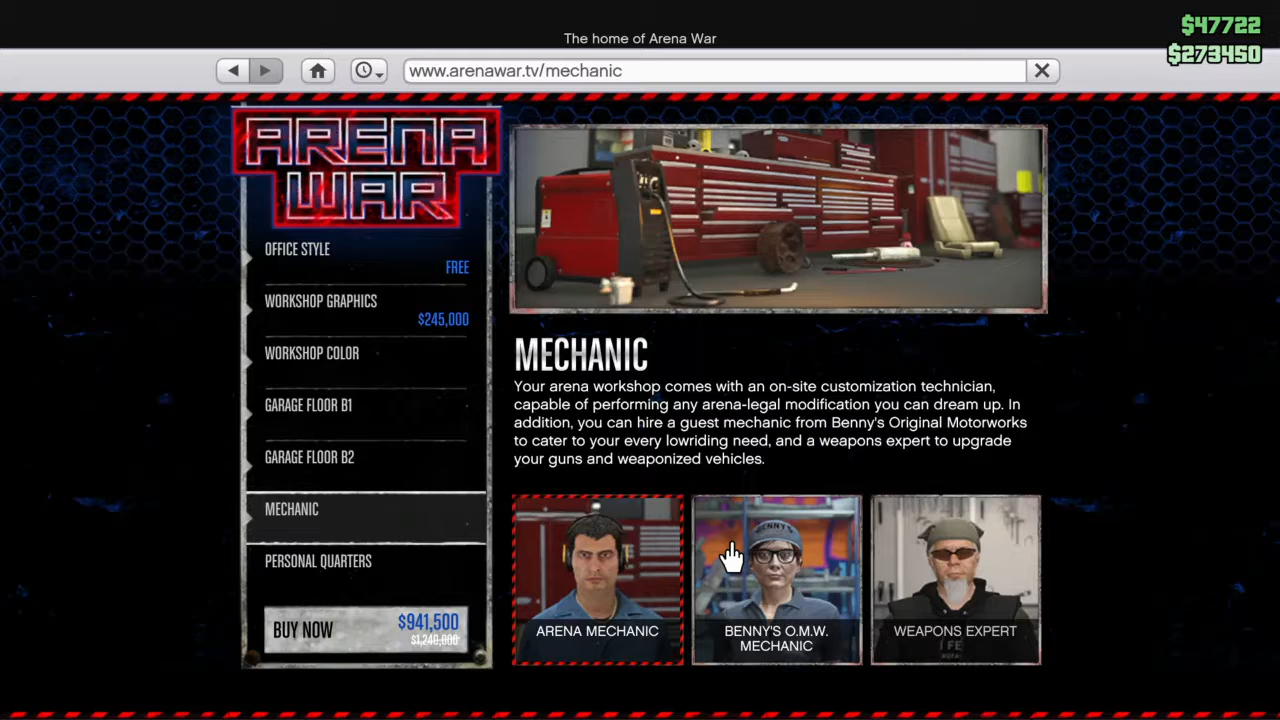 The home of Arena War
$47722
$273450
www.arenawar.tv/mechanic
ARENA
WAR
OFFICE STYLE
FREE
WORKSHOP GRAPHICS
$245,000
WORKSHOP COLOR
GARAGE FLOOR B1
GARAGE FLOOR B2
MECHANIC
PERSONAL QUARTERS
BUY NOW
$941,500
$1,240,000
MECHANIC
Your arena workshop comes with an on-site customization technician,
capable of performing any arena-legal modification you can dream up. In
addition, you can hire a guest mechanic from Benny's Original Motorworks
to cater to your every lowriding need, and a weapons expert to upgrade
your guns and weaponized vehicles.
ARENA MECHANIC
BENNY'S
BENNY'S O.M.W.
MECHANIC
WEAPONS EXPERT